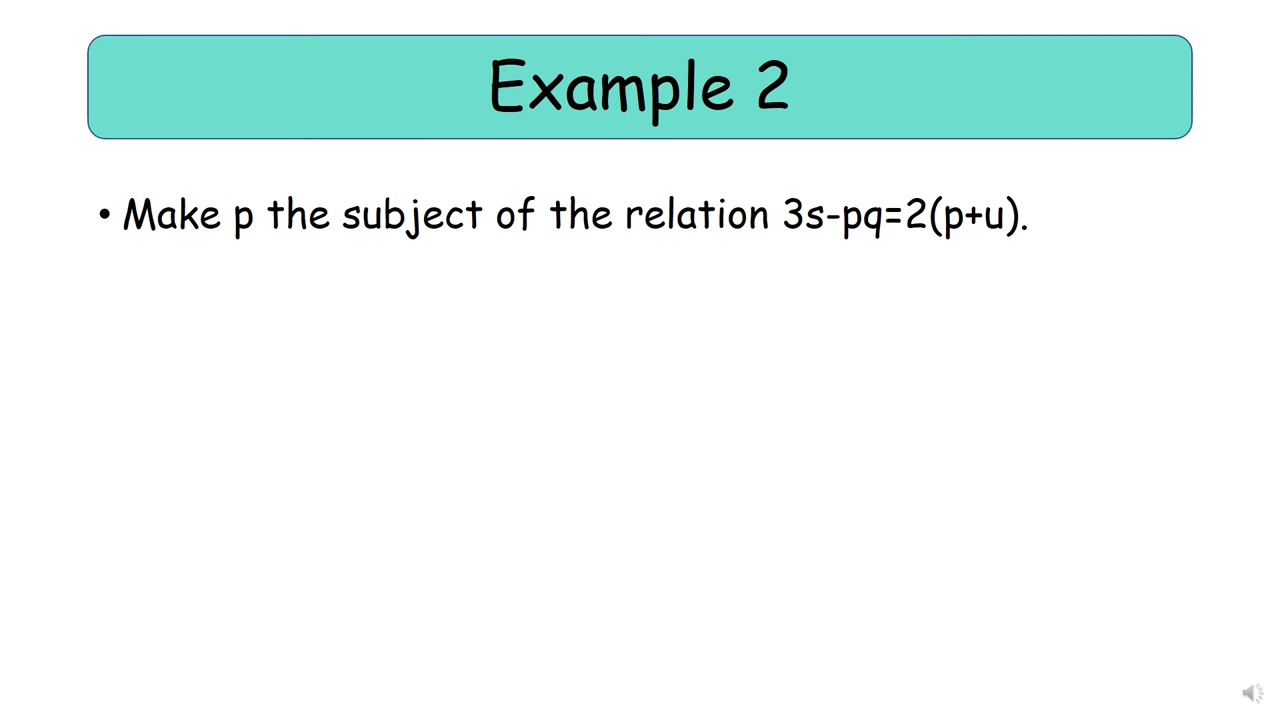 Example 2
• Make p the subject of the relation 3s-pq=2(p+u).